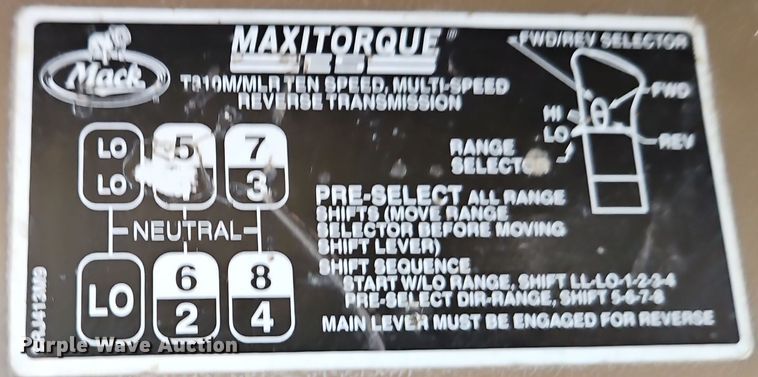 Mack
MAXITORQUE
T310M/MLR TEN SPEED, MULTI-SPEED
REVERSE TRANSMISSION
FWD/REV SELECTOR
FWD
HI
LO
REV
RANGE
SELECTOR
LO 5 7
LO 3
NEUTRAL
LO 6 8
2 4
PRE-SELECT ALL RANGE
SHIFTS (MOVE RANGE
SELECTOR BEFORE MOVING
SHIFT LEVER)
SHIFT SEQUENCE
START W/LO RANGE, SHIFT LL-LO-1-2-3-4
PRE-SELECT DIR-RANGE, SHIFT 5-6-7-8
MAIN LEVER MUST BE ENGAGED FOR REVERSE
Purple Wave Auction